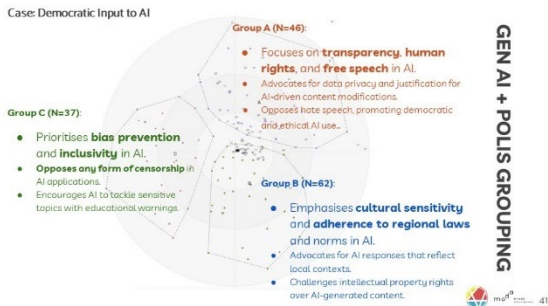 Case: Democratic Input to AI
Group A (N=46):
● Focuses on transparency, human
rights, and free speech in AI.
● Advocates for data privacy and justification for
AI-driven content modifications.
● Opposes hate speech, promoting democratic
and ethical AI use.
Group C (N=37):
● Prioritises bias prevention
and inclusivity in AI.
● Opposes any form of censorship in
AI applications.
● Encourages AI to tackle sensitive
topics with educational warnings.
Group B (N=62):
● Emphasises cultural sensitivity
and adherence to regional laws
and norms in AI.
● Advocates for AI responses that reflect
local contexts.
● Challenges intellectual property rights
over AI-generated content.
GEN AI + POLIS GROUPING
moda
41